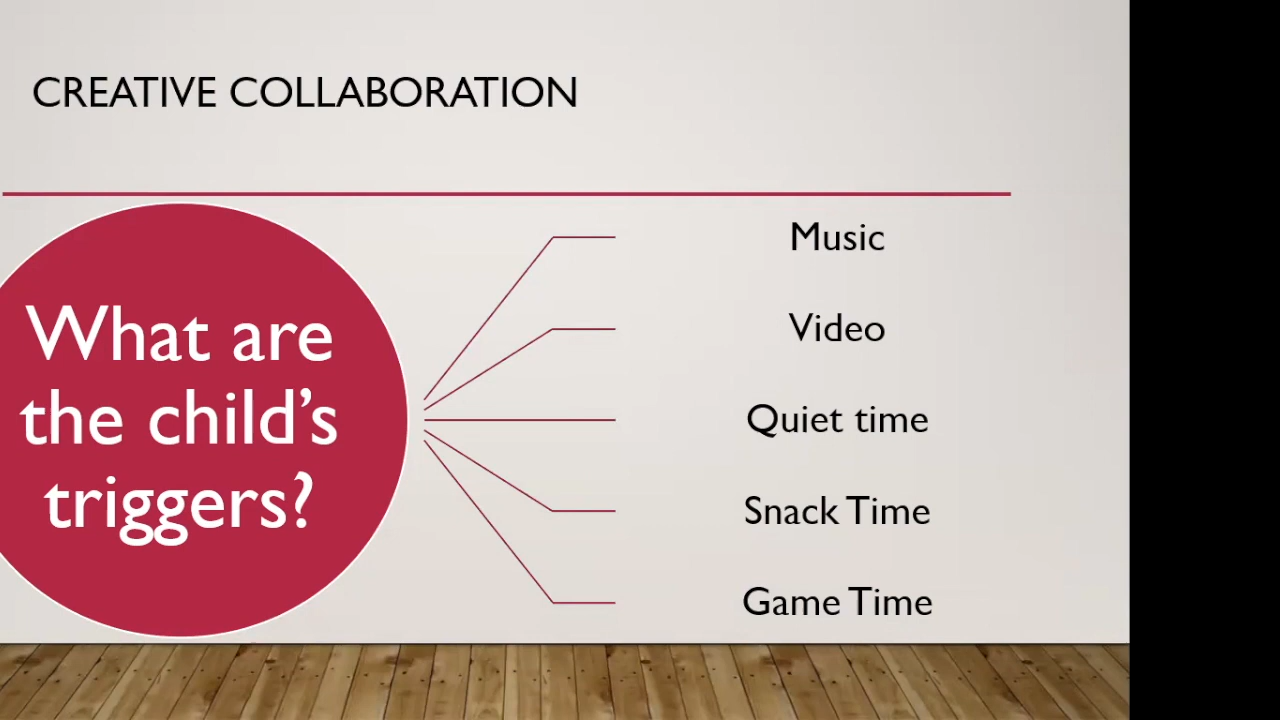 CREATIVE COLLABORATION
What are
the child’s
triggers?
Music
Video
Quiet time
Snack Time
Game Time